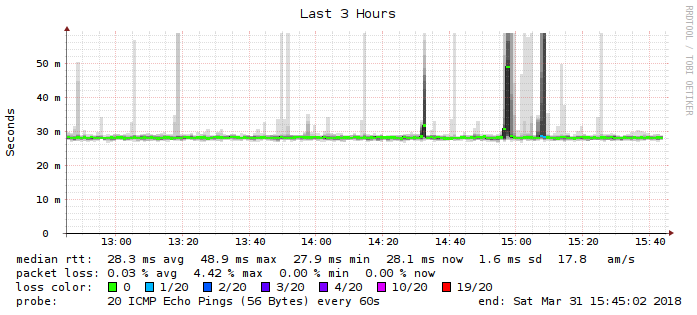 Last 3 Hours
RRDTOOL / TOBI OETIKER
Seconds
50 m
40 m
30 m
20 m
10 m
0
13:00 13:20 13:40 14:00 14:20 14:40 15:00 15:20 15:40
median rtt: 28.3 ms avg 48.9 ms max 27.9 ms min 28.1 ms now 1.6 ms sd 17.8 am/s
packet loss: 0.03 % avg 4.42 % max 0.00 % min 0.00 % now
loss color: 0 1/20 2/20 3/20 4/20 10/20 19/20
probe: 20 ICMP Echo Pings (56 Bytes) every 60s end: Sat Mar 31 15:45:02 2018